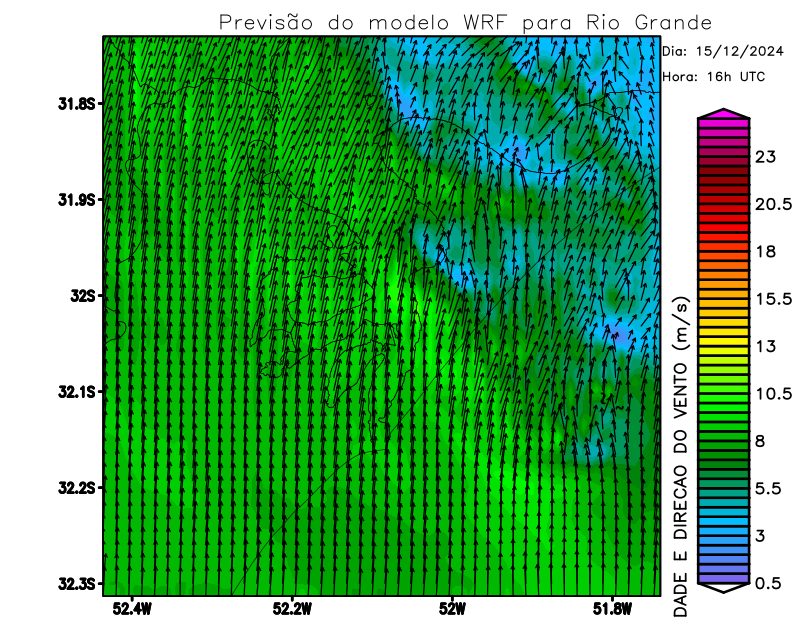 Previsão do modelo WRF para Rio Grande
Dia: 15/12/2024
Hora: 16h UTC
31.8S
31.9S
32S
32.1S
32.2S
32.3S
52.4W
52.2W
52W
51.8W
23
20.5
18
15.5
13
10.5
8
5.5
3
0.5
DADE E DIRECAO DO VENTO (m/s)